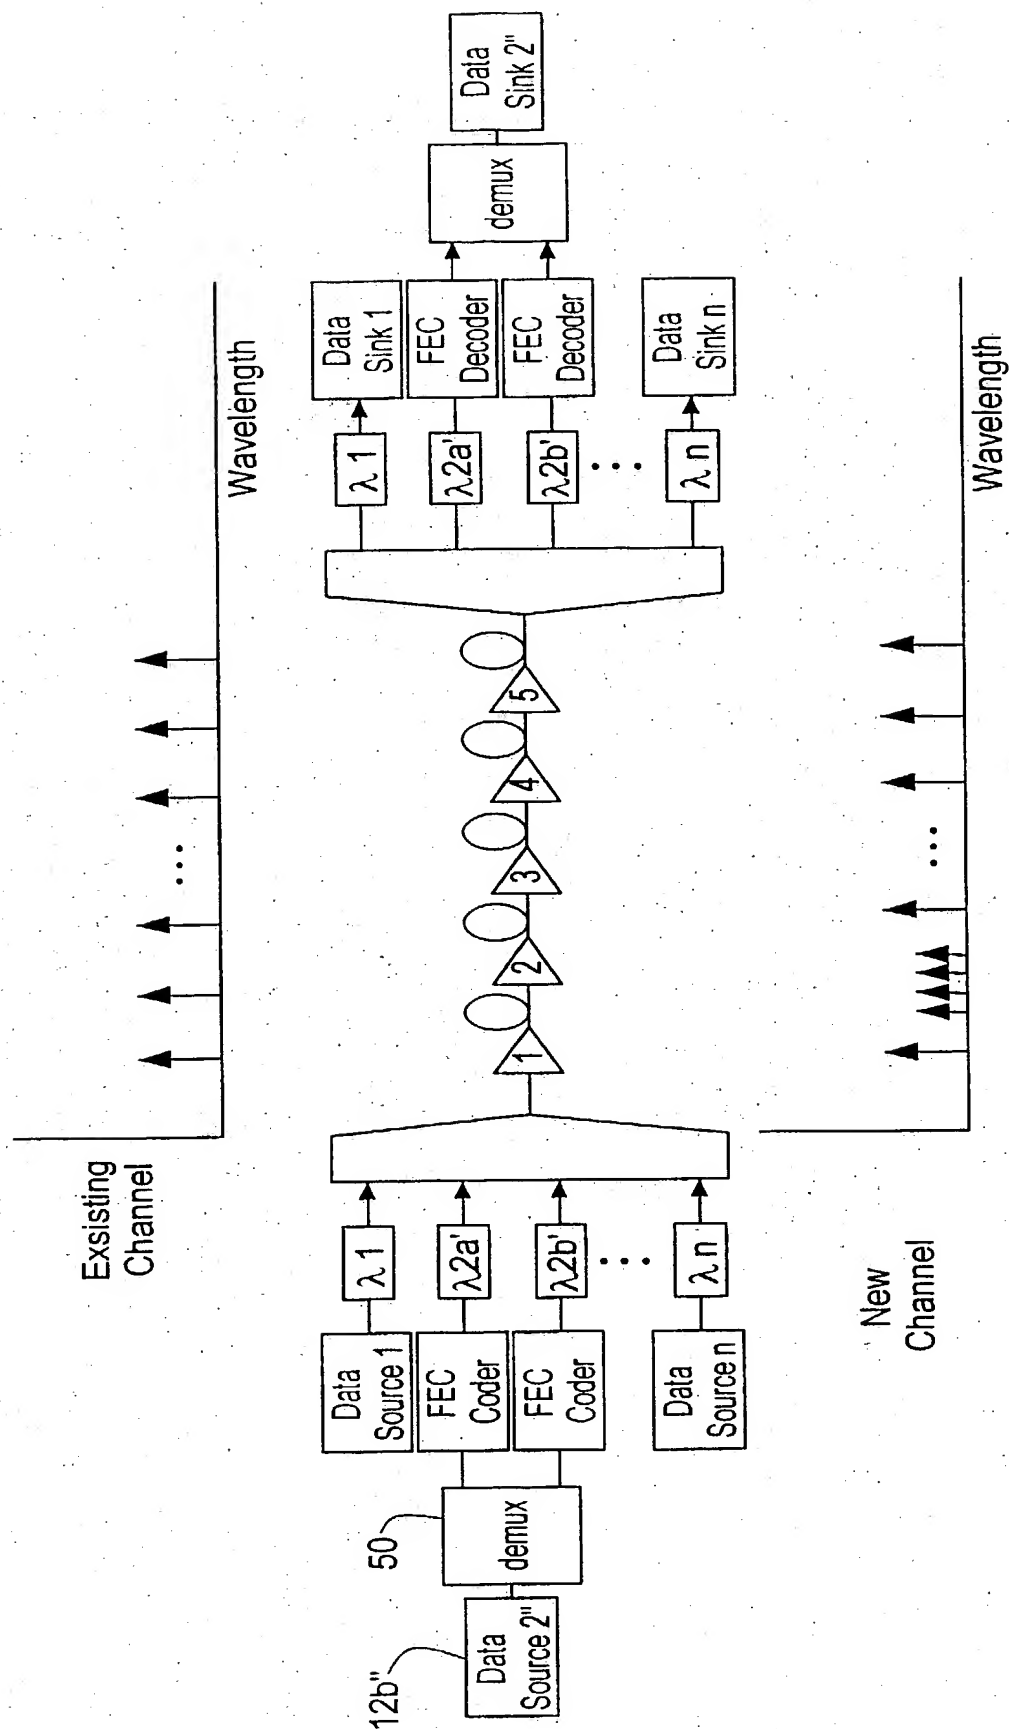 Exsisting
Channel
Wavelength
12b"
Data
Source 2"
50
demux
Data
Source 1
FEC
Coder
FEC
Coder
Data
Source n
λ 1
λ2a'
λ2b'
• • •
λ n
1
2
3
4
5
λ 1
λ2a'
λ2b'
• • •
λ n
Data
Sink 1
FEC
Decoder
FEC
Decoder
Data
Sink n
demux
Data
Sink 2"
New
Channel
Wavelength
• • •
• • •